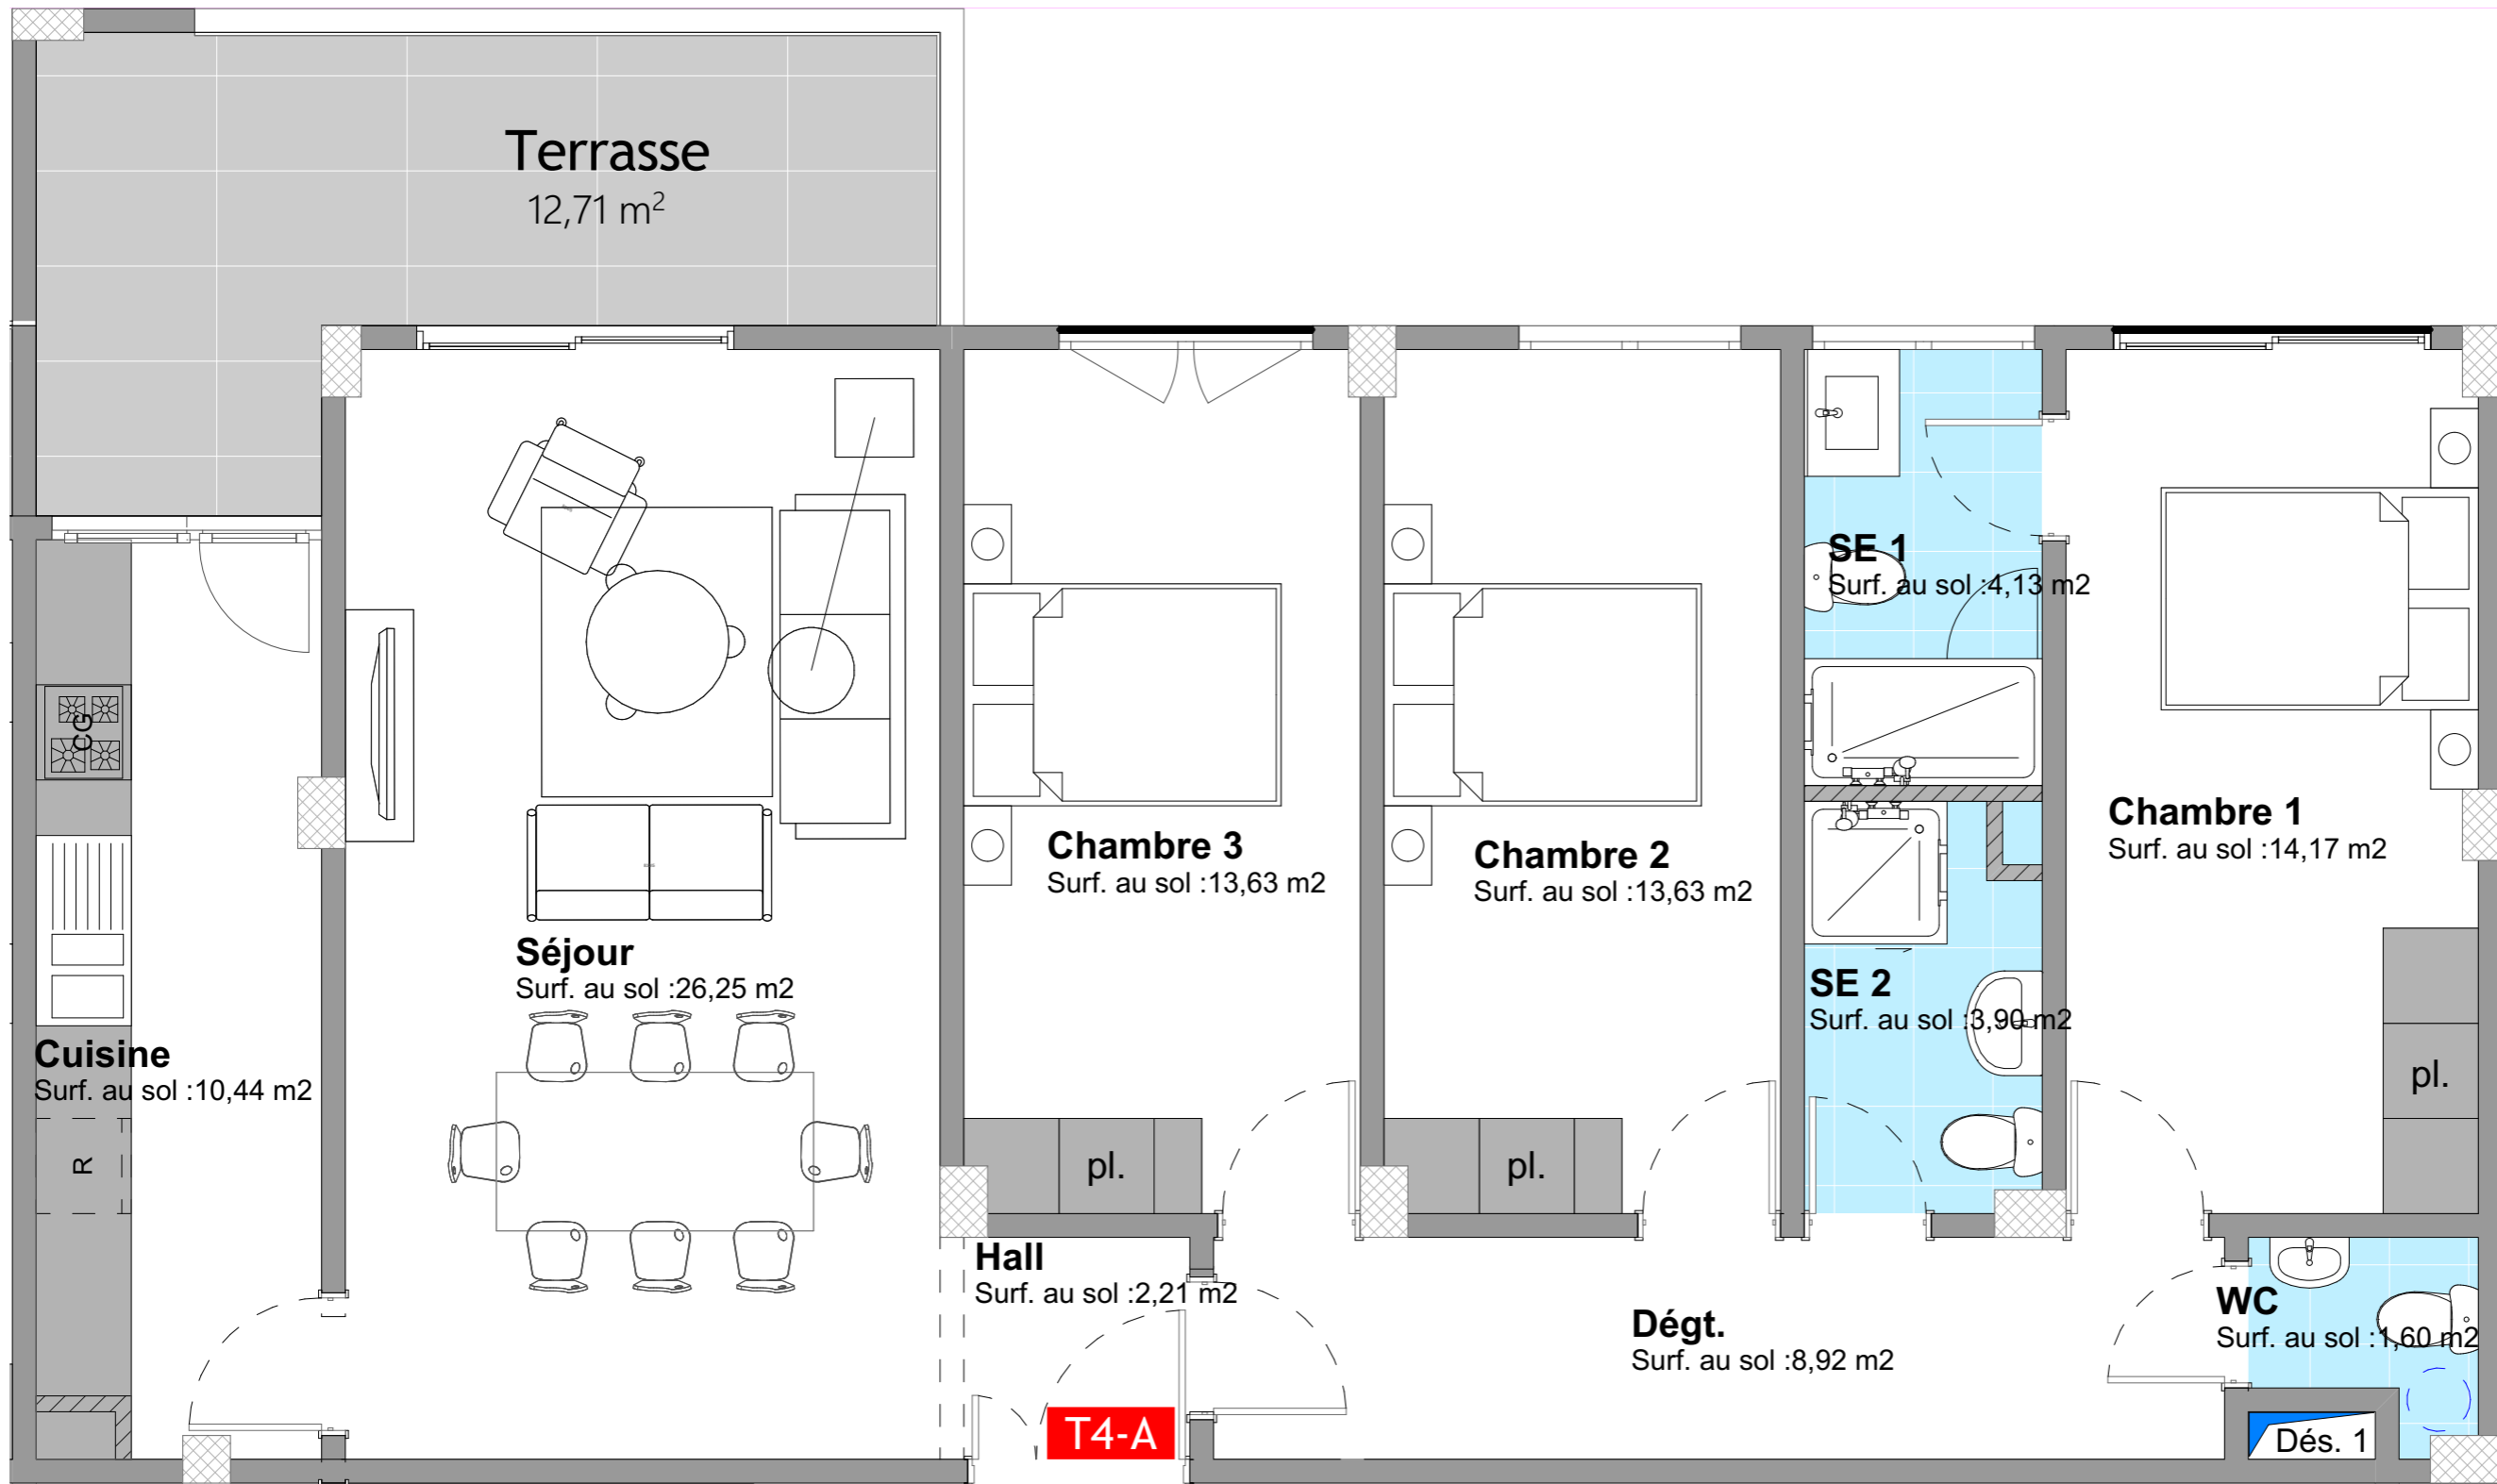 Terrasse
12,71 m²
SE 1
Surf. au sol :4,13 m2
CG
Chambre 1
Surf. au sol :14,17 m2
Chambre 3
Surf. au sol :13,63 m2
Chambre 2
Surf. au sol :13,63 m2
Séjour
Surf. au sol :26,25 m2
SE 2
Surf. au sol :3,90 m2
Cuisine
Surf. au sol :10,44 m2
pl.
R
pl.
pl.
Hall
Surf. au sol :2,21 m2
WC
Surf. au sol :1,60 m2
Dégt.
Surf. au sol :8,92 m2
T4-A
Dés. 1